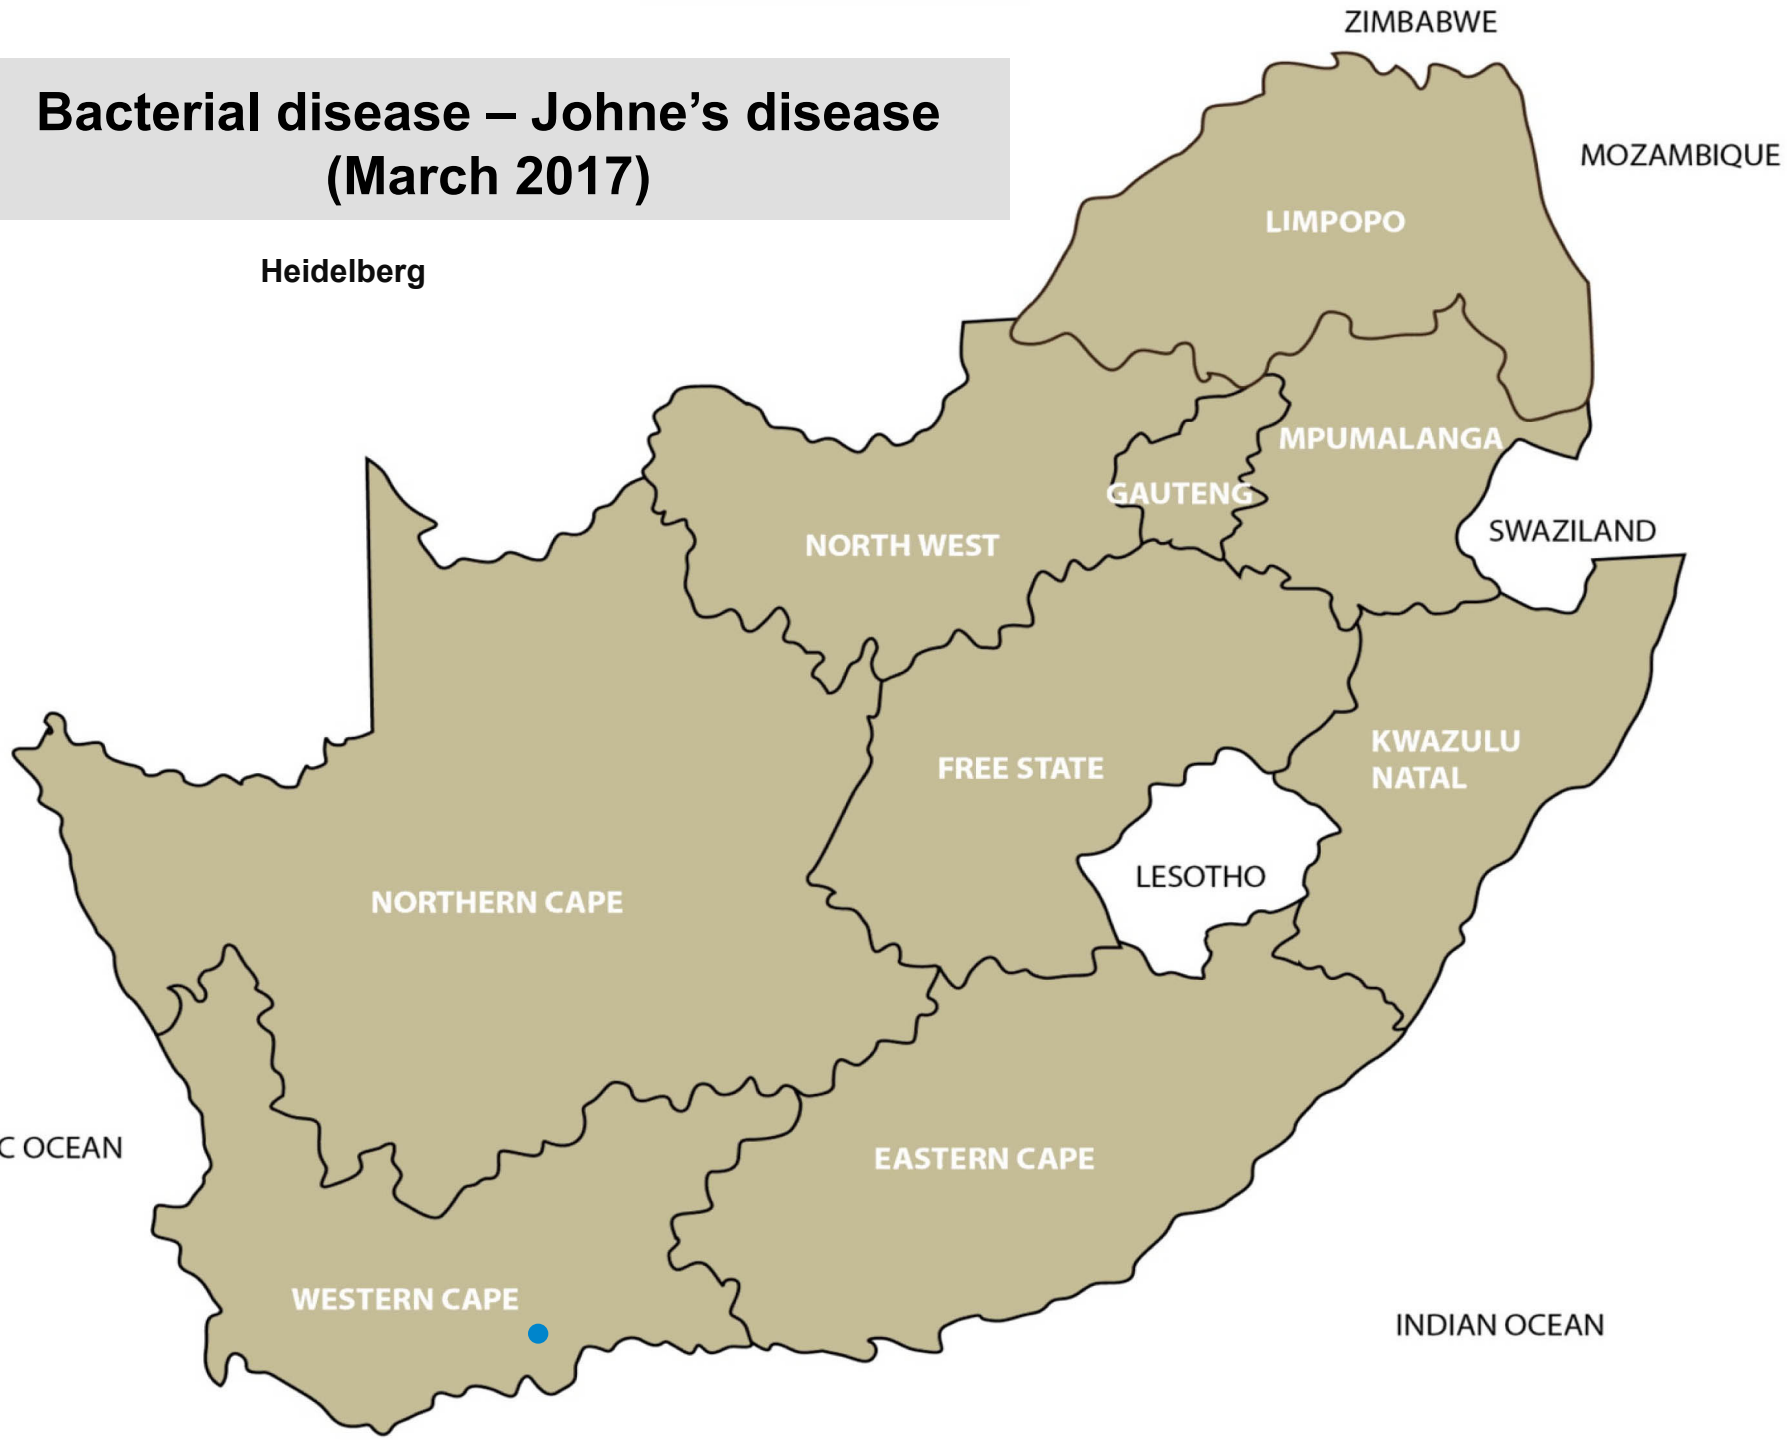 ZIMBABWE
Bacterial disease – Johne’s disease
(March 2017)
MOZAMBIQUE
LIMPOPO
Heidelberg
MPUMALANGA
GAUTENG
SWAZILAND
NORTH WEST
KWAZULU
NATAL
FREE STATE
LESOTHO
NORTHERN CAPE
C OCEAN
EASTERN CAPE
WESTERN CAPE
INDIAN OCEAN